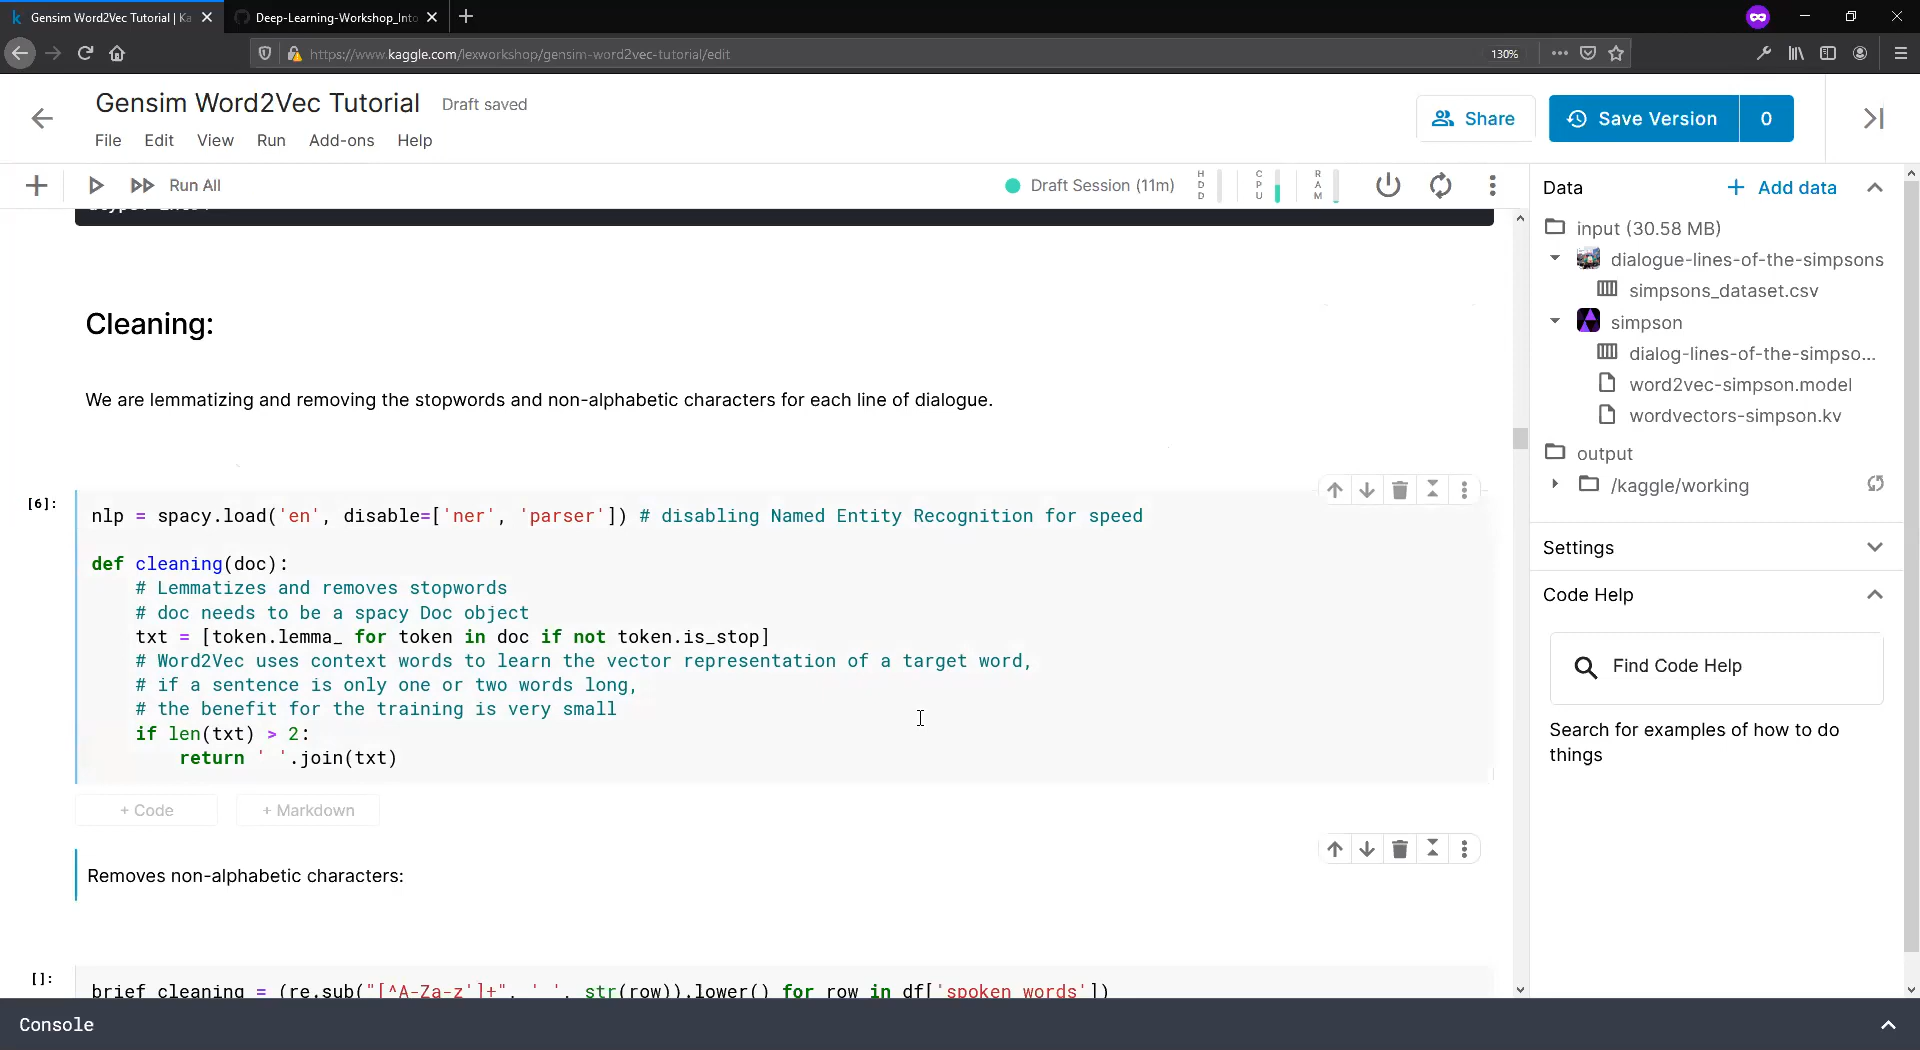 Gensim Word2Vec Tutorial | Ka
Deep-Learning-Workshop_Into
https://www.kaggle.com/lexworkshop/gensim-word2vec-tutorial/edit
130%
Gensim Word2Vec Tutorial
Draft saved
File Edit View Run Add-ons Help
Share
Save Version
0
Run All
Draft Session (11m)
HDD
CPU
RAM
Cleaning:
We are lemmatizing and removing the stopwords and non-alphabetic characters for each line of dialogue.
[6]:
nlp = spacy.load('en', disable=['ner', 'parser']) # disabling Named Entity Recognition for speed
def cleaning(doc):
# Lemmatizes and removes stopwords
# doc needs to be a spacy Doc object
txt = [token.lemma_ for token in doc if not token.is_stop]
# Word2Vec uses context words to learn the vector representation of a target word,
# if a sentence is only one or two words long,
# the benefit for the training is very small
if len(txt) > 2:
return ' '.join(txt)
+ Code
+ Markdown
Removes non-alphabetic characters:
[]:
brief_cleaning = (re.sub("[^A-Za-z']+", ' ', str(row)).lower() for row in df['spoken_words'])
Data
Add data
input (30.58 MB)
dialogue-lines-of-the-simpsons
simpsons_dataset.csv
simpson
dialog-lines-of-the-simpso...
word2vec-simpson.model
wordvectors-simpson.kv
output
/kaggle/working
Settings
Code Help
Find Code Help
Search for examples of how to do
things
Console